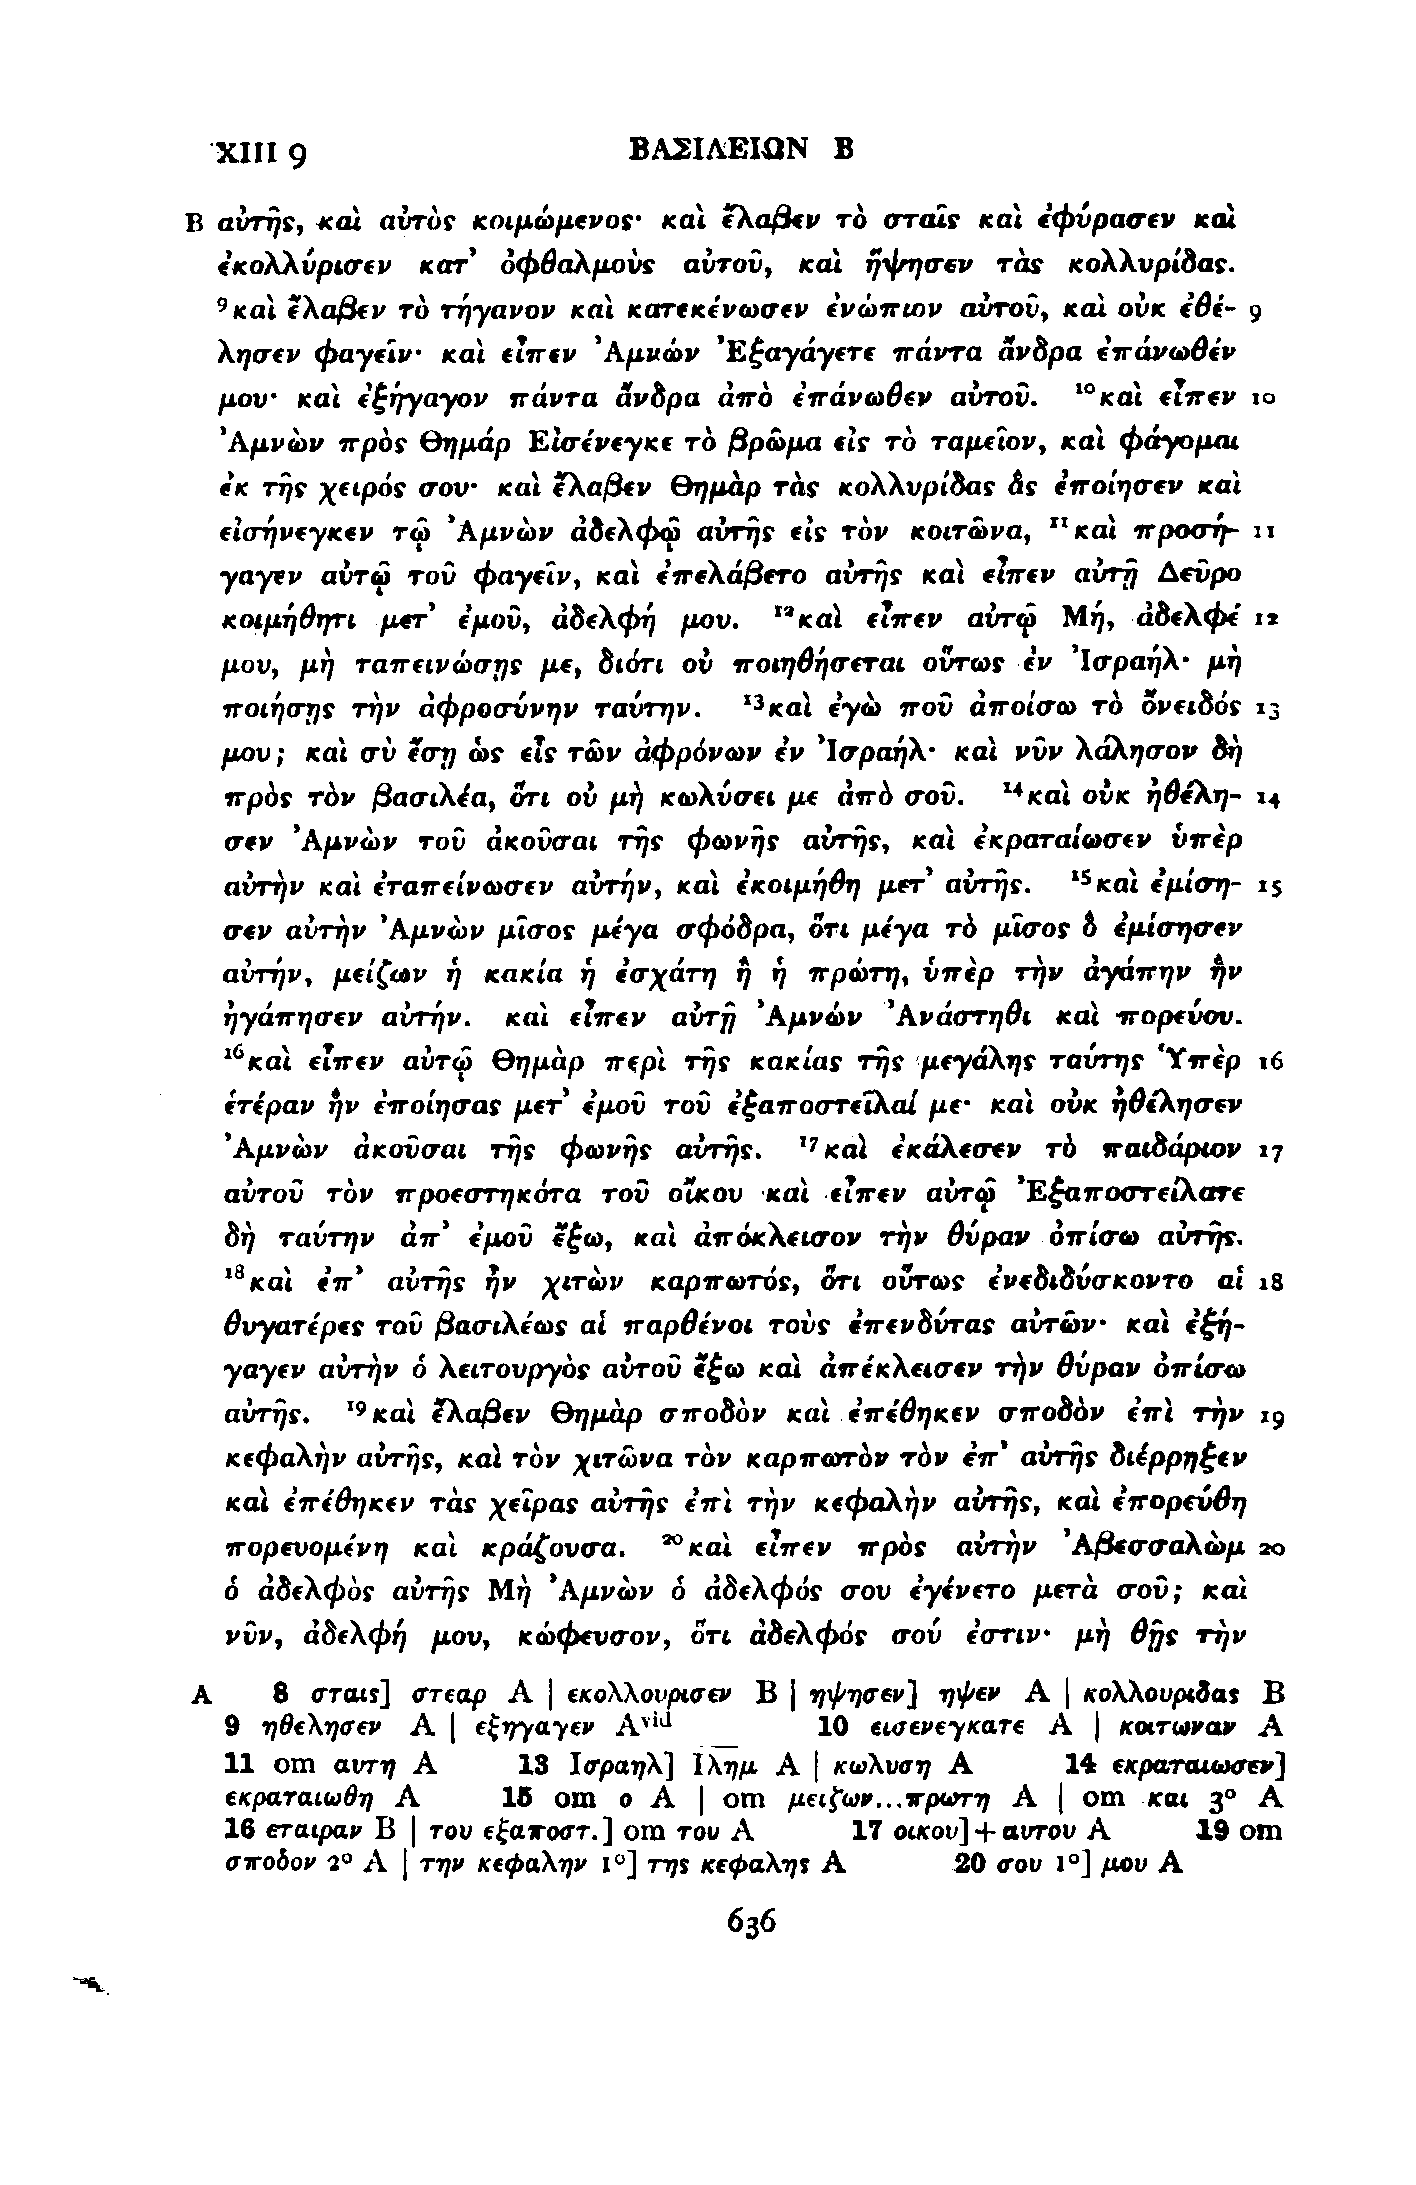 XIII 9 ΒΑΣΙΛΕΙΩΝ Β
B αὐτῆς, καὶ αὐτὸς κοιμώμενος· καὶ ἔλαβεν τὸ σταῖς καὶ ἐφύρασεν καὶ
ἐκολλύρισεν κατ’ ὀφθαλμοὺς αὐτοῦ, καὶ ἥψησεν τὰς κολλυρίδας.
⁹καὶ ἔλαβεν τὸ τήγανον καὶ κατεκένωσεν ἐνώπιον αὐτοῦ, καὶ οὐκ ἐθέ- 9
λησεν φαγεῖν· καὶ εἶπεν Ἀμνών Ἐξαγάγετε πάντα ἄνδρα ἐπάνωθέν
μου· καὶ ἐξήγαγον πάντα ἄνδρα ἀπὸ ἐπάνωθεν αὐτοῦ. ¹⁰καὶ εἶπεν 10
Ἀμνὼν πρὸς Θημάρ Εἰσένεγκε τὸ βρῶμα εἰς τὸ ταμεῖον, καὶ φάγομαι
ἐκ τῆς χειρός σου· καὶ ἔλαβεν Θημὰρ τὰς κολλυρίδας ἃς ἐποίησεν καὶ
εἰσήνεγκεν τῷ Ἀμνὼν ἀδελφῷ αὐτῆς εἰς τὸν κοιτῶνα, ¹¹καὶ προσή- 11
γαγεν αὐτῷ τοῦ φαγεῖν, καὶ ἐπελάβετο αὐτῆς καὶ εἶπεν αὐτῇ Δεῦρο
κοιμήθητι μετ’ ἐμοῦ, ἀδελφή μου. ¹²καὶ εἶπεν αὐτῷ Μή, ἀδελφέ 12
μου, μὴ ταπεινώσῃς με, διότι οὐ ποιηθήσεται οὕτως ἐν Ἰσραήλ· μὴ
ποιήσῃς τὴν ἀφροσύνην ταύτην. ¹³καὶ ἐγὼ ποῦ ἀποίσω τὸ ὄνειδός 13
μου; καὶ σὺ ἔσῃ ὡς εἷς τῶν ἀφρόνων ἐν Ἰσραήλ· καὶ νῦν λάλησον δὴ
πρὸς τὸν βασιλέα, ὅτι οὐ μὴ κωλύσει με ἀπὸ σοῦ. ¹⁴καὶ οὐκ ἠθέλη- 14
σεν Ἀμνὼν τοῦ ἀκοῦσαι τῆς φωνῆς αὐτῆς, καὶ ἐκραταίωσεν ὑπὲρ
αὐτὴν καὶ ἐταπείνωσεν αὐτήν, καὶ ἐκοιμήθη μετ’ αὐτῆς. ¹⁵καὶ ἐμίση- 15
σεν αὐτὴν Ἀμνὼν μῖσος μέγα σφόδρα, ὅτι μέγα τὸ μῖσος ὃ ἐμίσησεν
αὐτήν, μείζων ἡ κακία ἡ ἐσχάτη ἢ ἡ πρώτη, ὑπὲρ τὴν ἀγάπην ἣν
ἠγάπησεν αὐτήν. καὶ εἶπεν αὐτῇ Ἀμνών Ἀνάστηθι καὶ πορεύου.
¹⁶καὶ εἶπεν αὐτῷ Θημὰρ περὶ τῆς κακίας τῆς μεγάλης ταύτης Ὑπὲρ 16
ἑτέραν ἣν ἐποίησας μετ’ ἐμοῦ τοῦ ἐξαποστεῖλαί με· καὶ οὐκ ἠθέλησεν
Ἀμνὼν ἀκοῦσαι τῆς φωνῆς αὐτῆς. ¹⁷καὶ ἐκάλεσεν τὸ παιδάριον 17
αὐτοῦ τὸν προεστηκότα τοῦ οἴκου καὶ εἶπεν αὐτῷ Ἐξαποστείλατε
δὴ ταύτην ἀπ’ ἐμοῦ ἔξω, καὶ ἀπόκλεισον τὴν θύραν ὀπίσω αὐτῆς.
¹⁸καὶ ἐπ’ αὐτῆς ἦν χιτὼν καρπωτός, ὅτι οὕτως ἐνεδιδύσκοντο αἱ 18
θυγατέρες τοῦ βασιλέως αἱ παρθένοι τοὺς ἐπενδύτας αὐτῶν· καὶ ἐξή-
γαγεν αὐτὴν ὁ λειτουργὸς αὐτοῦ ἔξω καὶ ἀπέκλεισεν τὴν θύραν ὀπίσω
αὐτῆς. ¹⁹καὶ ἔλαβεν Θημὰρ σποδὸν καὶ ἐπέθηκεν σποδὸν ἐπὶ τὴν 19
κεφαλὴν αὐτῆς, καὶ τὸν χιτῶνα τὸν καρπωτὸν τὸν ἐπ’ αὐτῆς διέρρηξεν
καὶ ἐπέθηκεν τὰς χεῖρας αὐτῆς ἐπὶ τὴν κεφαλὴν αὐτῆς, καὶ ἐπορεύθη
πορευομένη καὶ κράζουσα. ²⁰καὶ εἶπεν πρὸς αὐτὴν Ἀβεσσαλὼμ 20
ὁ ἀδελφὸς αὐτῆς Μὴ Ἀμνὼν ὁ ἀδελφός σου ἐγένετο μετὰ σοῦ; καὶ
νῦν, ἀδελφή μου, κώφευσον, ὅτι ἀδελφός σού ἐστιν· μὴ θῇς τὴν
A 8 σταις] στεαρ A | εκολλουρισεν B | ηψησεν] ηψεν A | κολλουριδας B
9 ηθελησεν A | εξηγαγεν Aᵛⁱᵈ 10 εισενεγκατε A | κοιτωναν A
11 om αυτη A 13 Ισραηλ] Ιλ̅η̅μ̅ A | κωλυση A 14 εκραταιωσεν]
εκραταιωθη A 15 om ο A | om μειζων...πρωτη A | om και 3° A
16 εταιραν B | του εξαποστ.] om του A 17 οικου]+αυτου A 19 om
σποδον 2° A | την κεφαλην 1°] της κεφαλης A 20 σου 1°] μου A
636